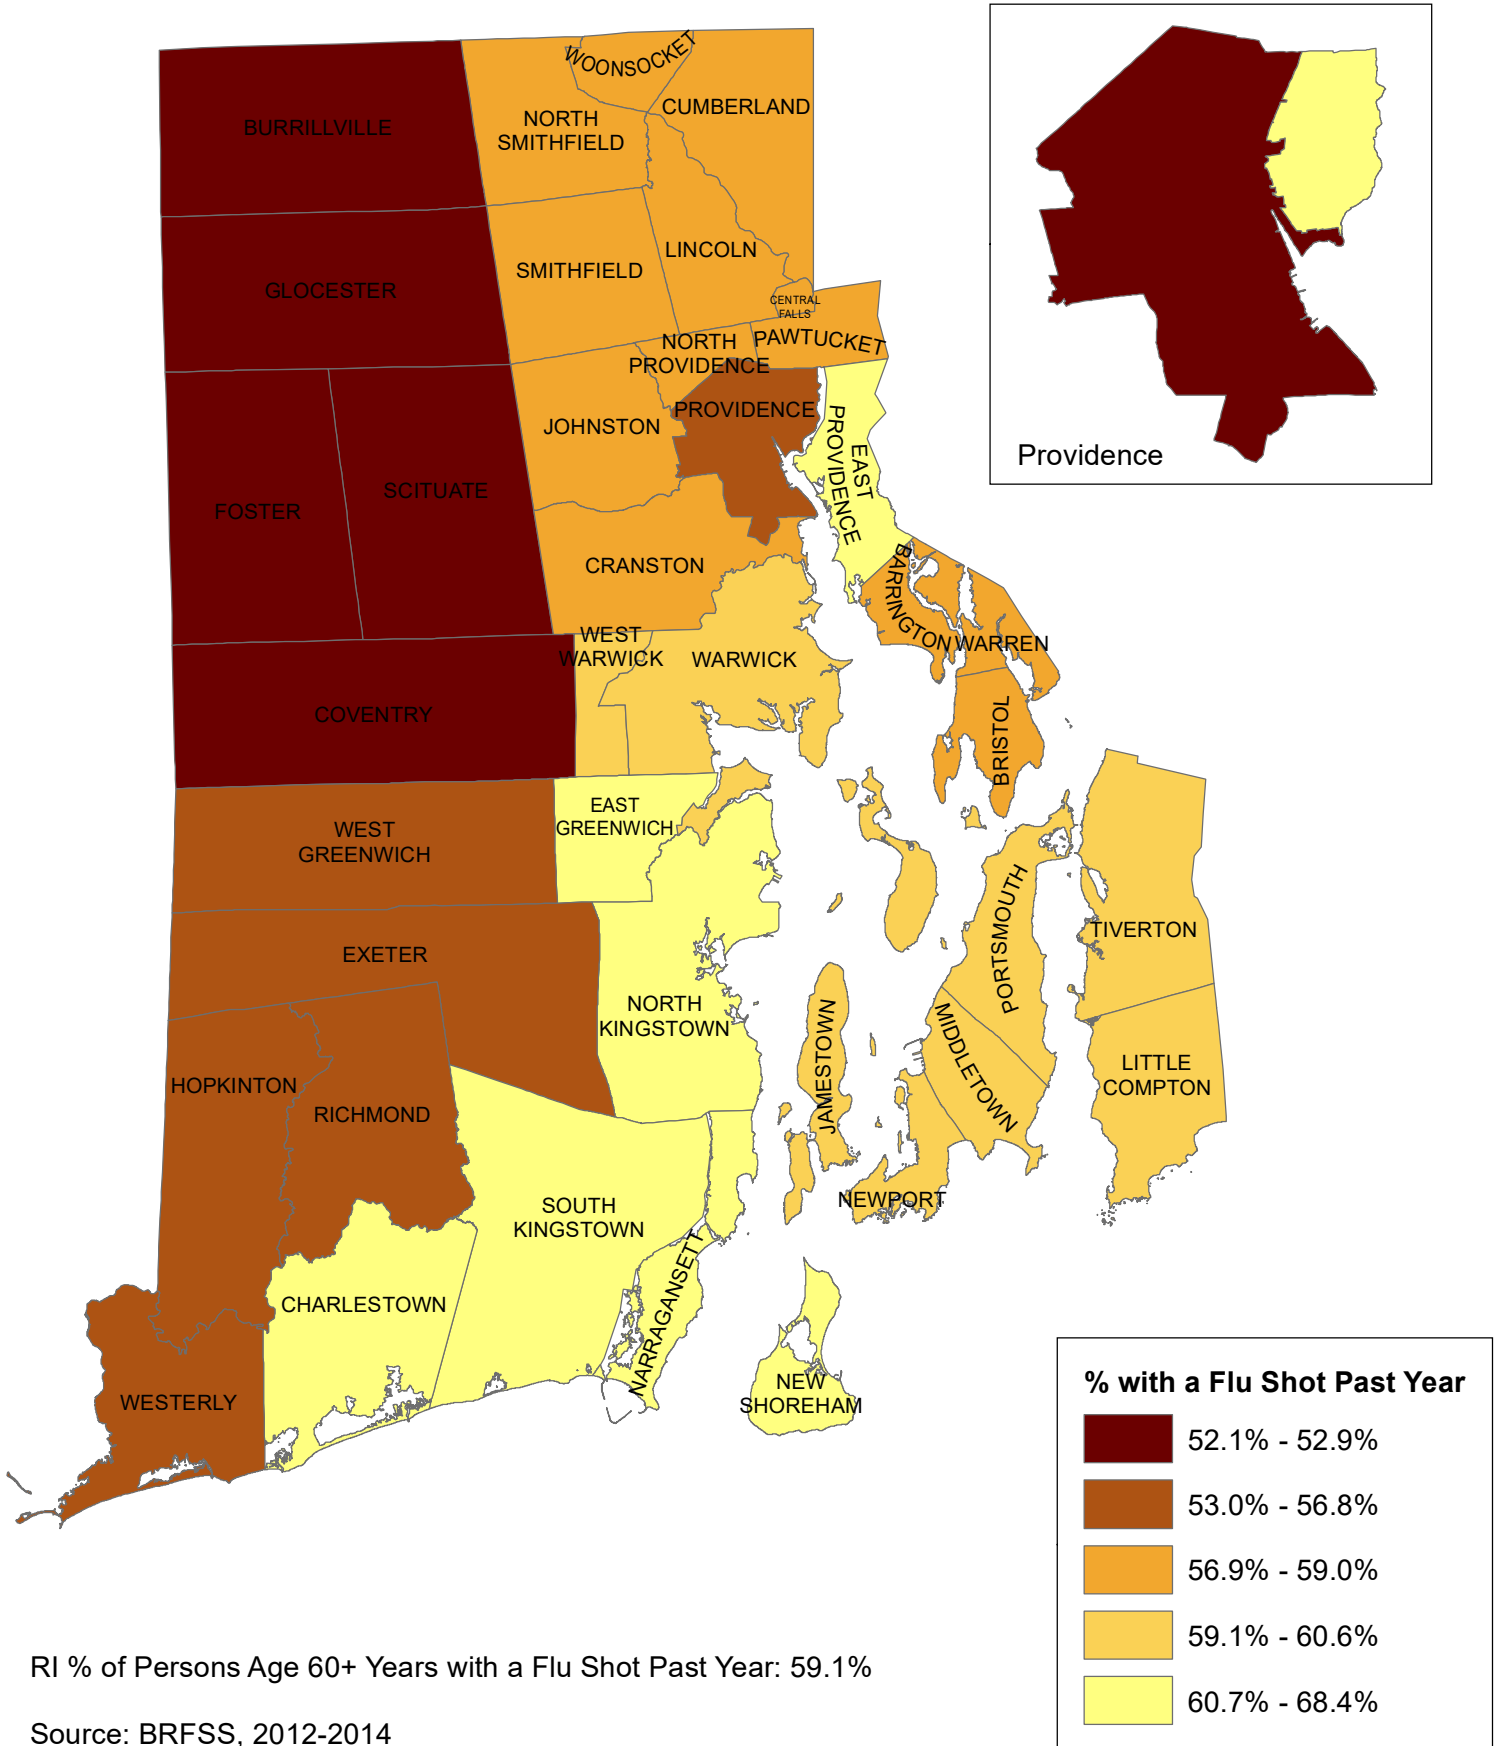 WOONSOCKET
CUMBERLAND
BURRILLVILLE
NORTH
SMITHFIELD
LINCOLN
SMITHFIELD
GLOCESTER
CENTRAL
FALLS
PAWTUCKET
NORTH
PROVIDENCE
PROVIDENCE
JOHNSTON
EAST
PROVIDENCE
SCITUATE
FOSTER
CRANSTON
BARRINGTON
WARREN
WEST
WARWICK
WARWICK
COVENTRY
BRISTOL
EAST
GREENWICH
WEST
GREENWICH
PORTSMOUTH
TIVERTON
EXETER
NORTH
KINGSTOWN
JAMESTOWN
MIDDLETOWN
LITTLE
COMPTON
HOPKINTON
RICHMOND
NEWPORT
SOUTH
KINGSTOWN
NARRAGANSETT
CHARLESTOWN
NEW
SHOREHAM
WESTERLY
Providence
% with a Flu Shot Past Year
52.1% - 52.9%
53.0% - 56.8%
56.9% - 59.0%
59.1% - 60.6%
60.7% - 68.4%
RI % of Persons Age 60+ Years with a Flu Shot Past Year: 59.1%
Source: BRFSS, 2012-2014